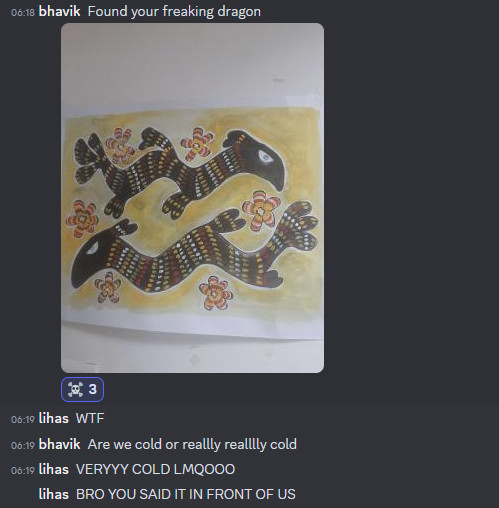 06:18 bhavik Found your freaking dragon
3
06:19 lihas WTF
06:19 bhavik Are we cold or reallly realllly cold
06:19 lihas VERYYY COLD LMQOOO
lihas BRO YOU SAID IT IN FRONT OF US